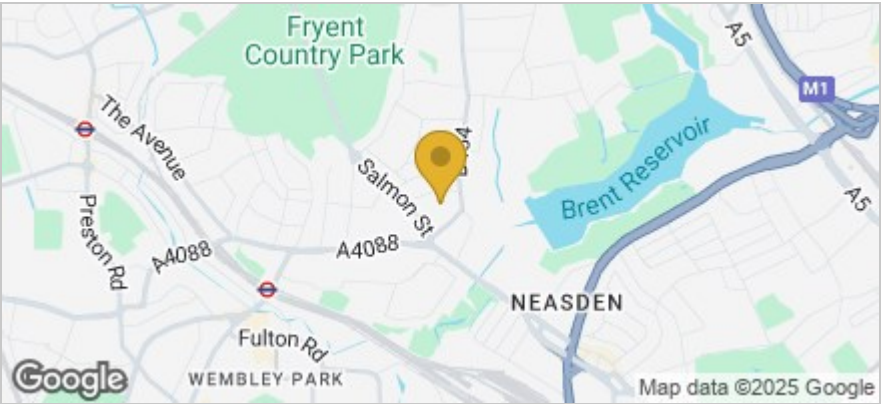 Fryent
Country Park
A5
M1
The Avenue
Salmon St
Brent Reservoir
A5
Preston Rd
A4088
A4088
NEASDEN
Fulton Rd
WEMBLEY PARK
Google
Map data ©2025 Google